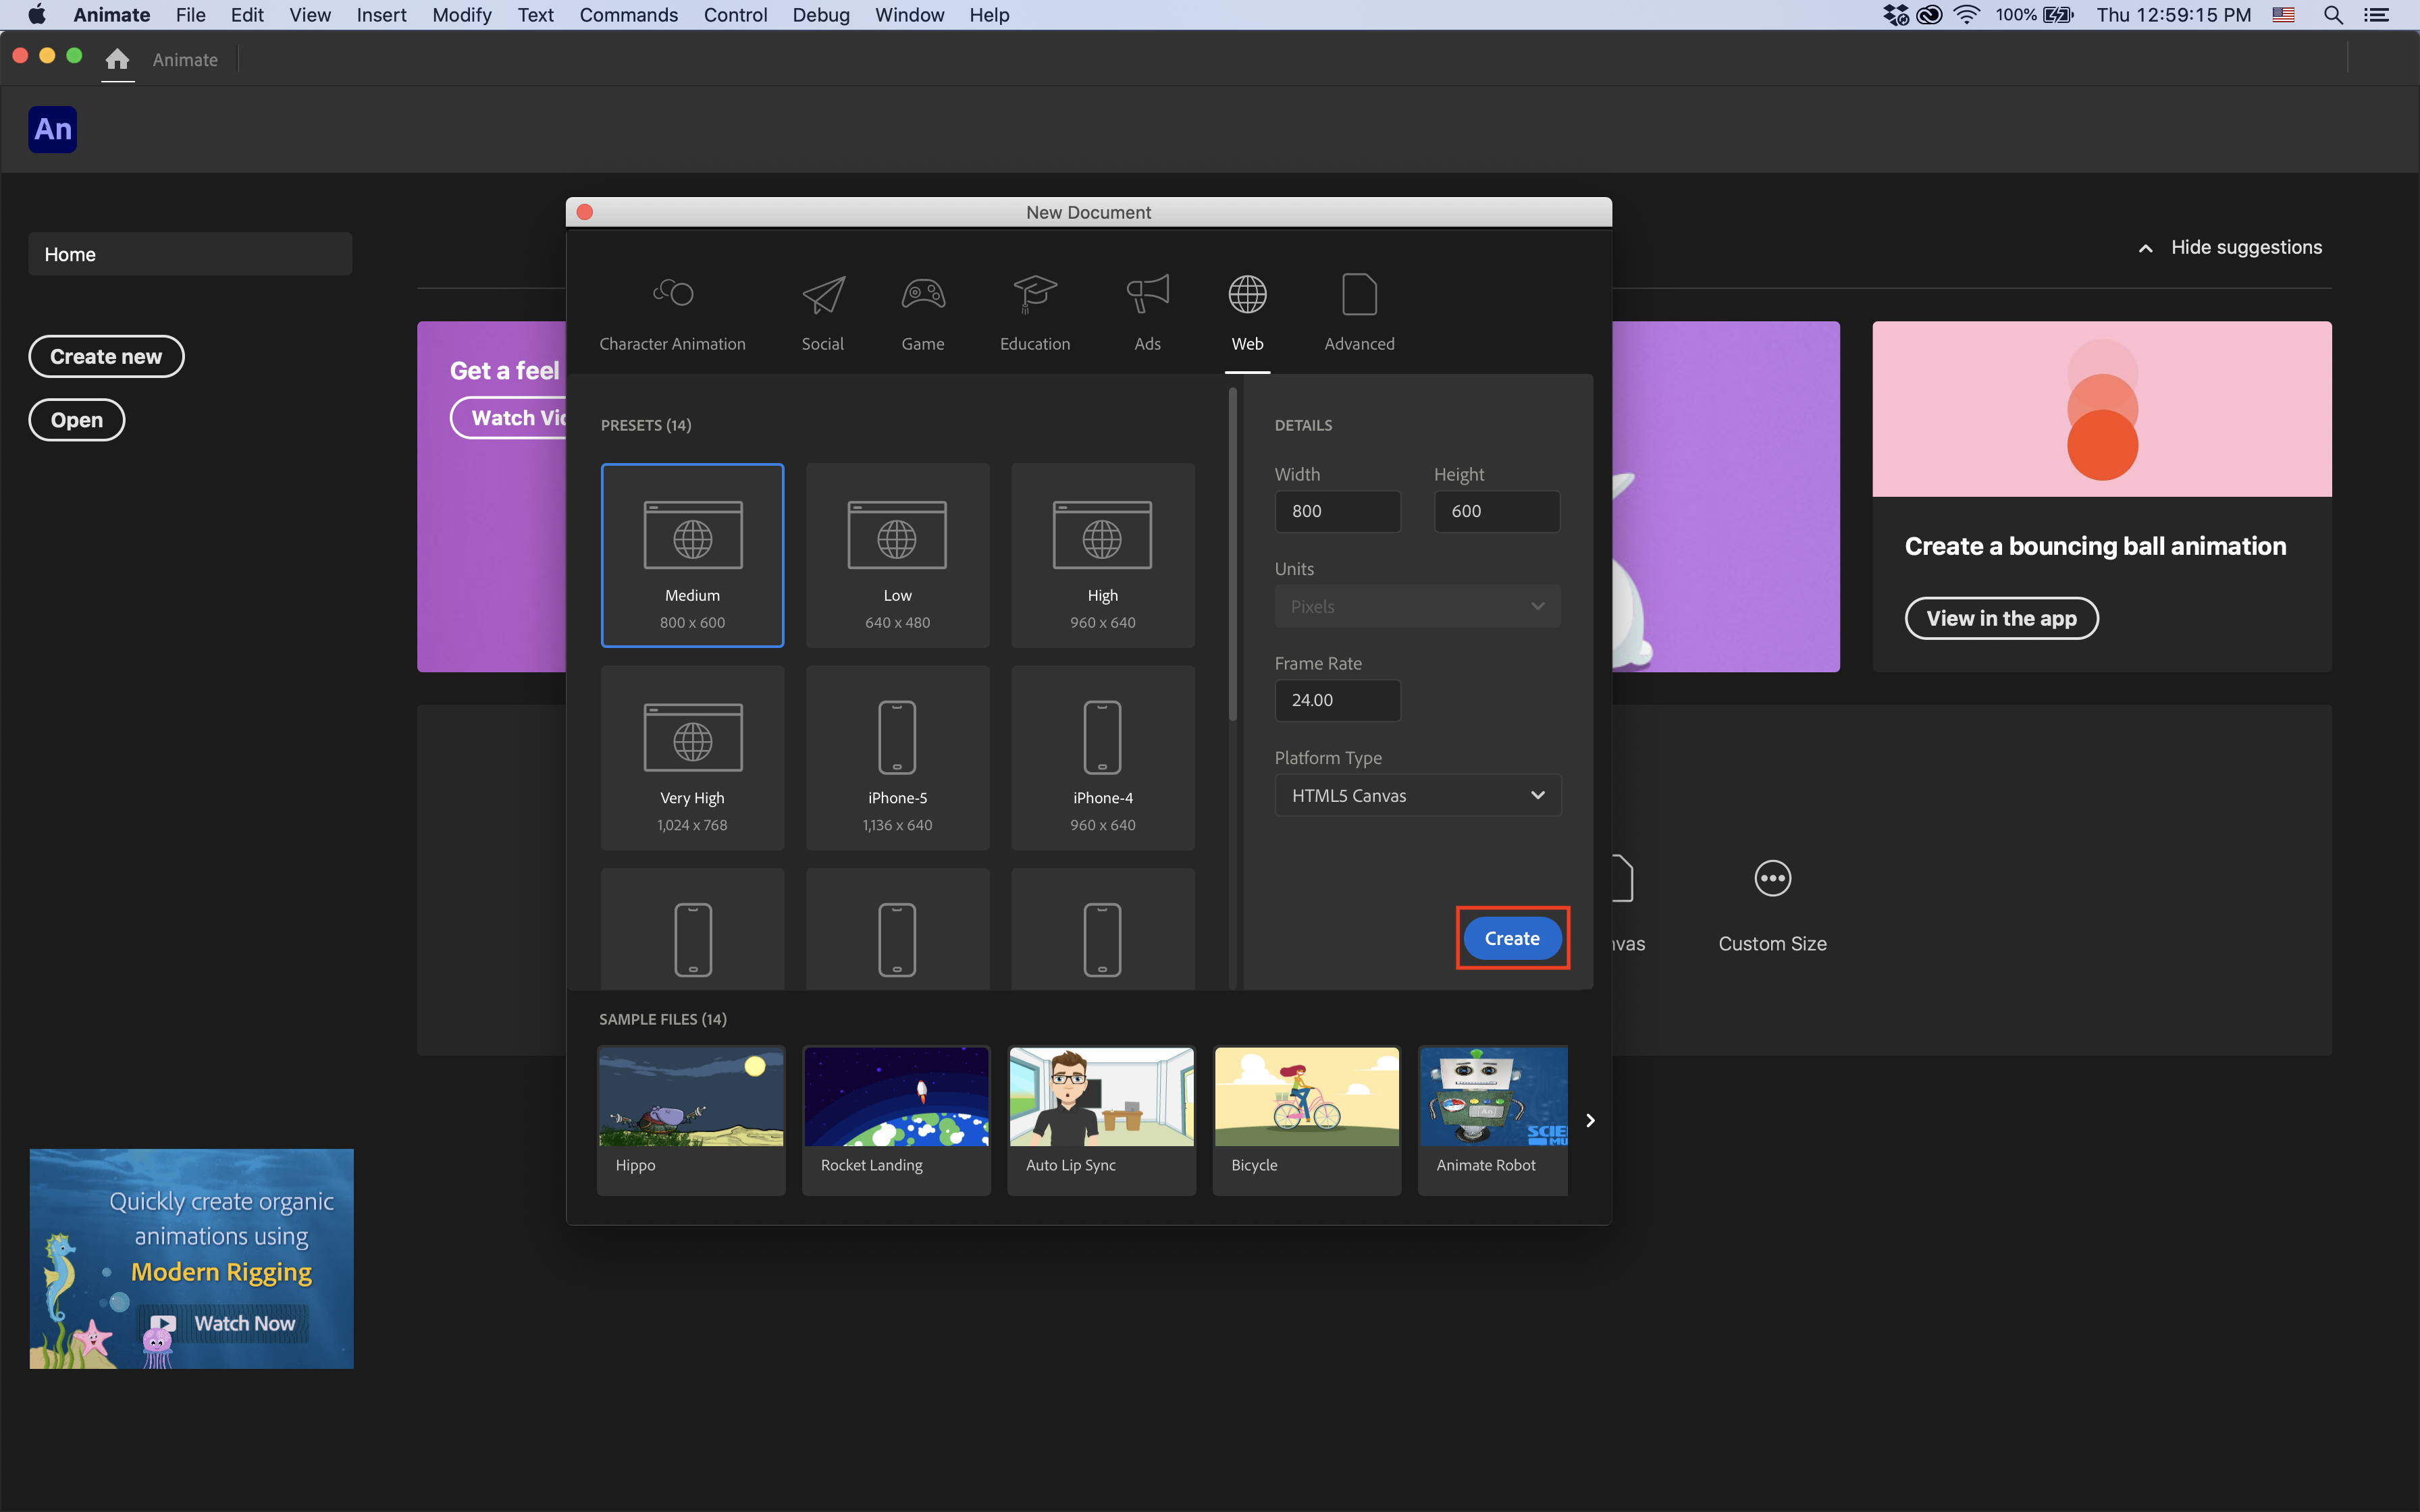 Animate File Edit View Insert Modify Text Commands Control Debug Window Help
100% Thu 12:59:15 PM
Animate
An
New Document
Home
Hide suggestions
Character Animation Social Game Education Ads Web Advanced
Create new
Open
Get a feel
Watch
PRESETS (14)
Medium
800 x 600
Low
640 x 480
High
960 x 640
Very High
1,024 x 768
iPhone-5
1,136 x 640
iPhone-4
960 x 640
DETAILS
Width Height
800 600
Units
Pixels
Frame Rate
24.00
Platform Type
HTML5 Canvas
Create
Create a bouncing ball animation
View in the app
Custom Size
SAMPLE FILES (14)
Hippo
Rocket Landing
Auto Lip Sync
Bicycle
Animate Robot
Quickly create organic
animations using
Modern Rigging
Watch Now